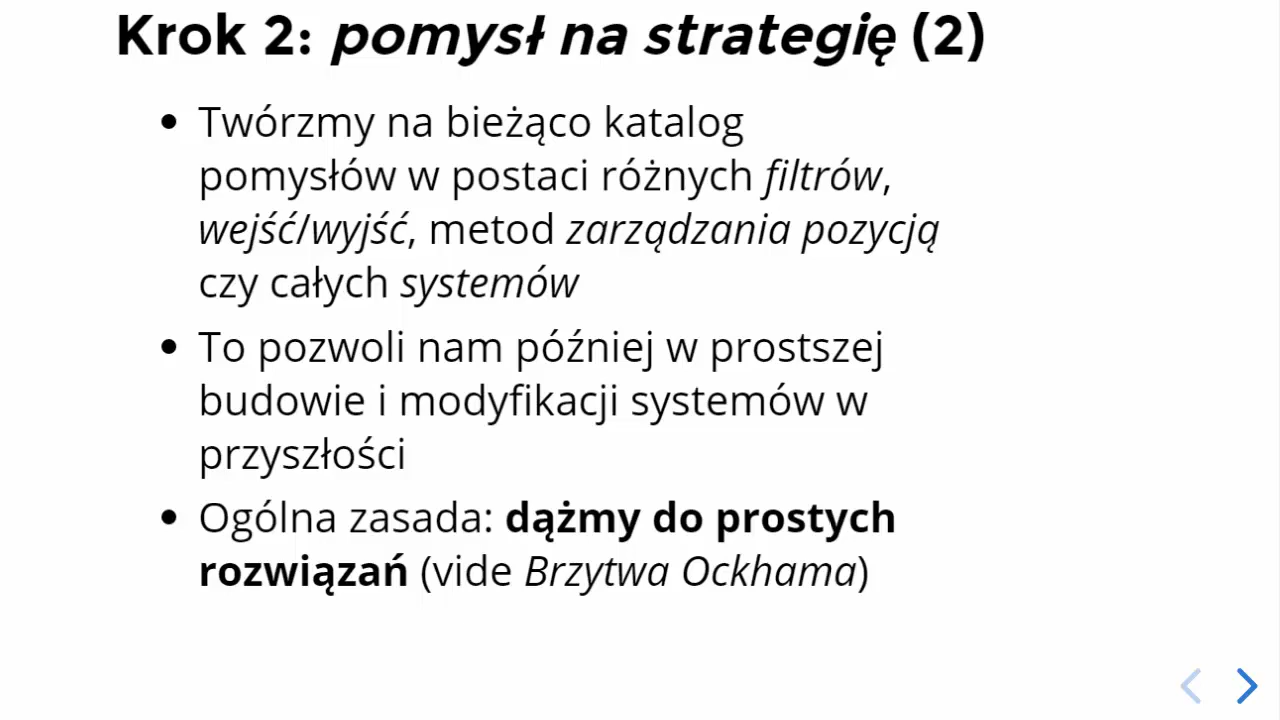 Krok 2: pomysł na strategię (2)
• Twórzmy na bieżąco katalog
pomysłów w postaci różnych filtrów,
wejść/wyjść, metod zarządzania pozycją
czy całych systemów
• To pozwoli nam później w prostszej
budowie i modyfikacji systemów w
przyszłości
• Ogólna zasada: dążmy do prostych
rozwiązań (vide Brzytwa Ockhama)